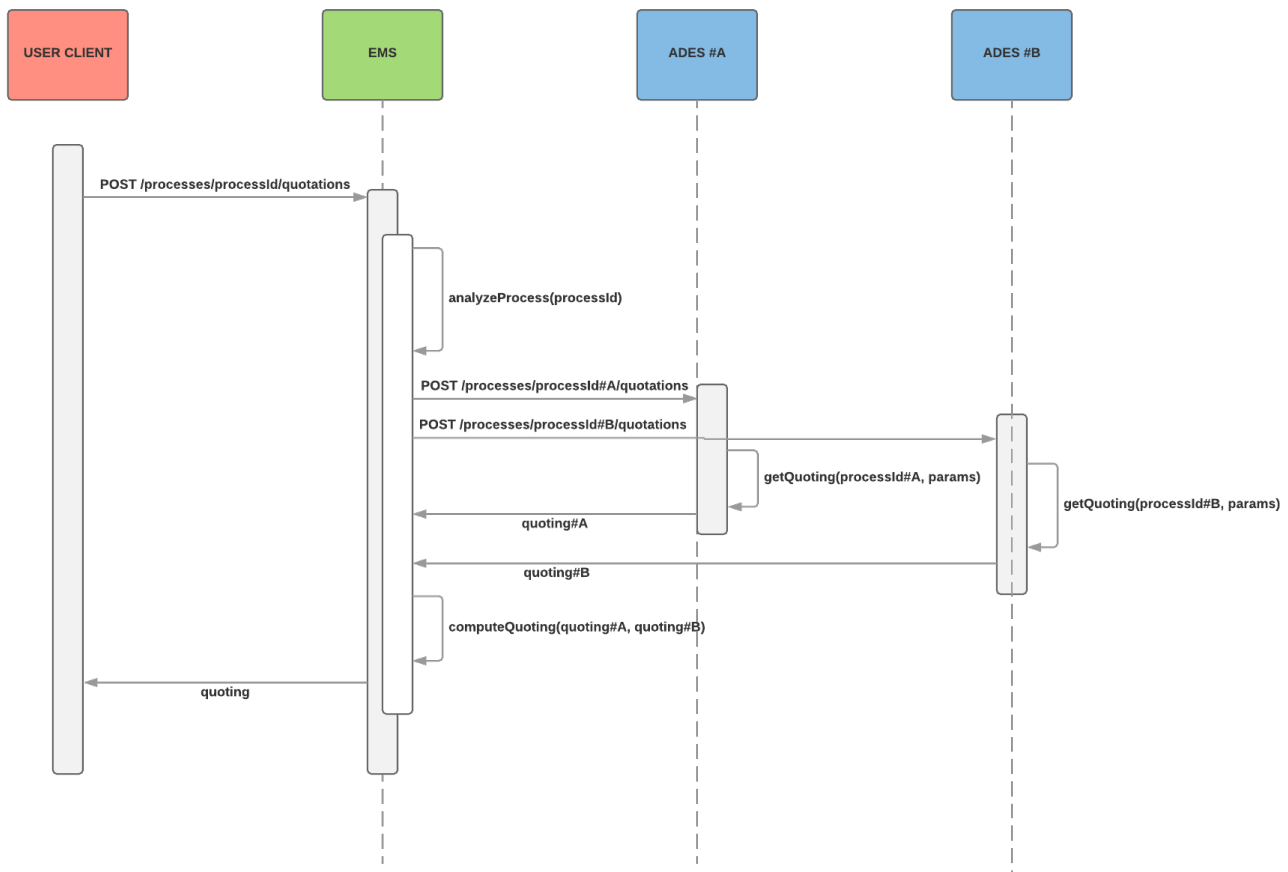 USER CLIENT
EMS
ADES #A
ADES #B
POST /processes/processId/quotations
analyzeProcess(processId)
POST /processes/processId#A/quotations
POST /processes/processId#B/quotations
getQuoting(processId#A, params)
getQuoting(processId#B, params)
quoting#A
quoting#B
computeQuoting(quoting#A, quoting#B)
quoting